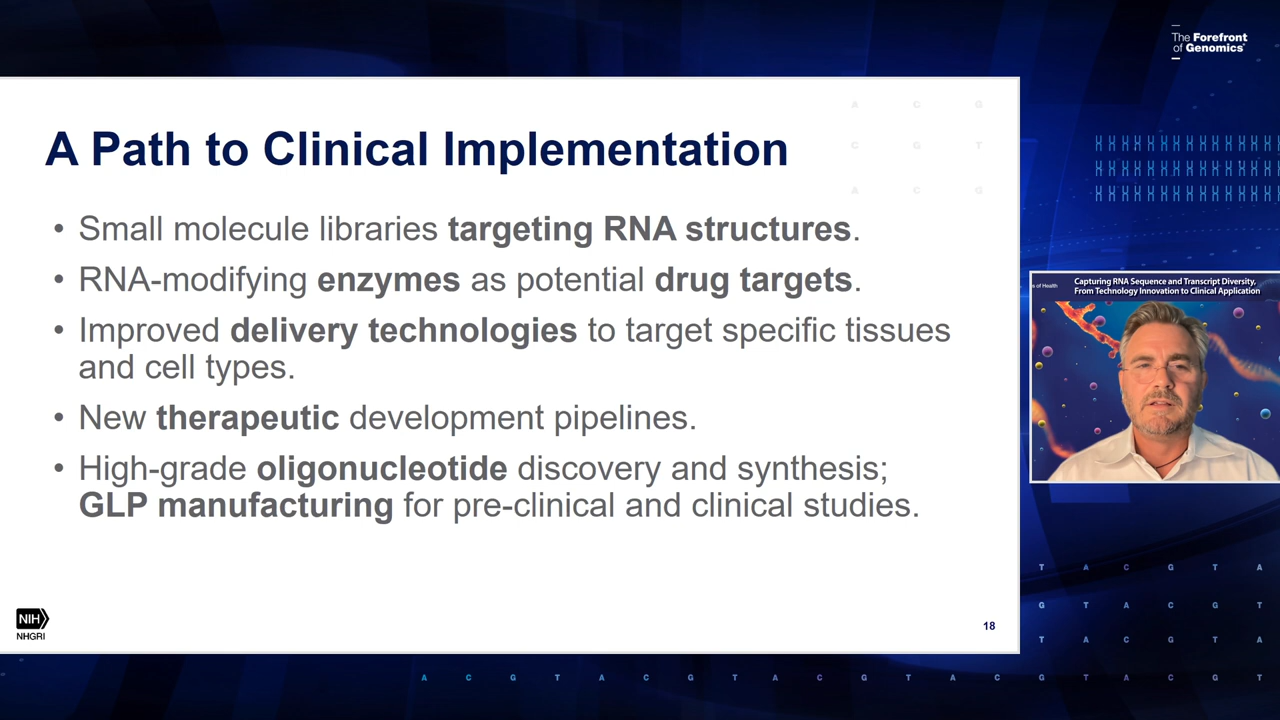 The Forefront
of Genomics®
A C G
A Path to Clinical Implementation
C G T
A C G
• Small molecule libraries targeting RNA structures.
• RNA-modifying enzymes as potential drug targets.
• Improved delivery technologies to target specific tissues
and cell types.
• New therapeutic development pipelines.
• High-grade oligonucleotide discovery and synthesis;
GLP manufacturing for pre-clinical and clinical studies.
s of Health
Capturing RNA Sequence and Transcript Diversity,
From Technology Innovation to Clinical Application
NIH
NHGRI
18
T A C G T A
G T A C G T
T A C G T A
A C G T A C G T A C G T A C G T A C G T